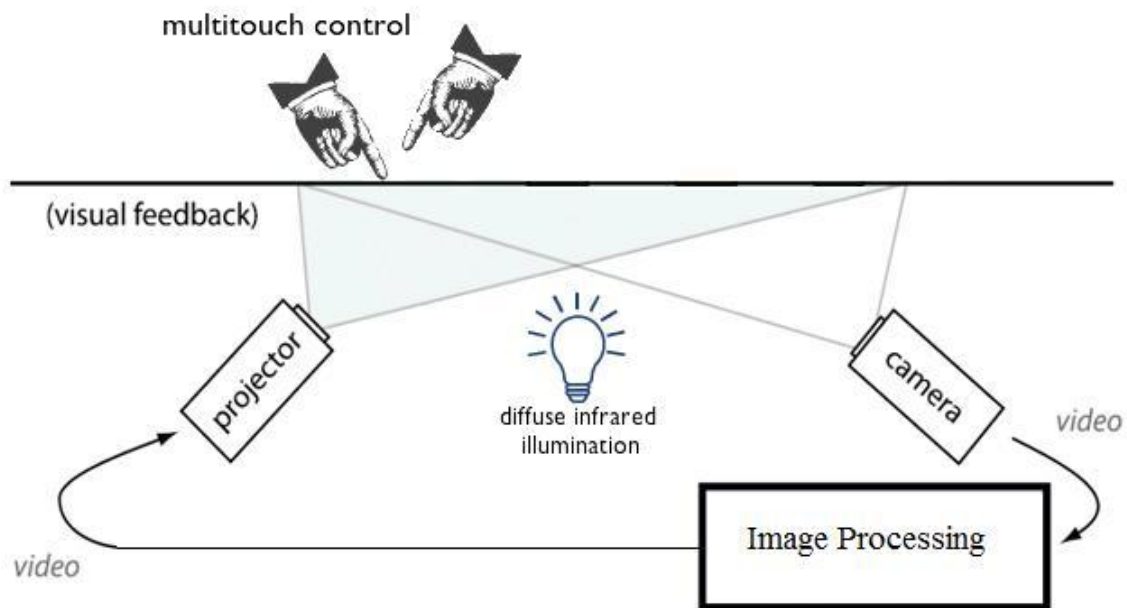 multitouch control
(visual feedback)
projector
camera
diffuse infrared
illumination
video
Image Processing
video